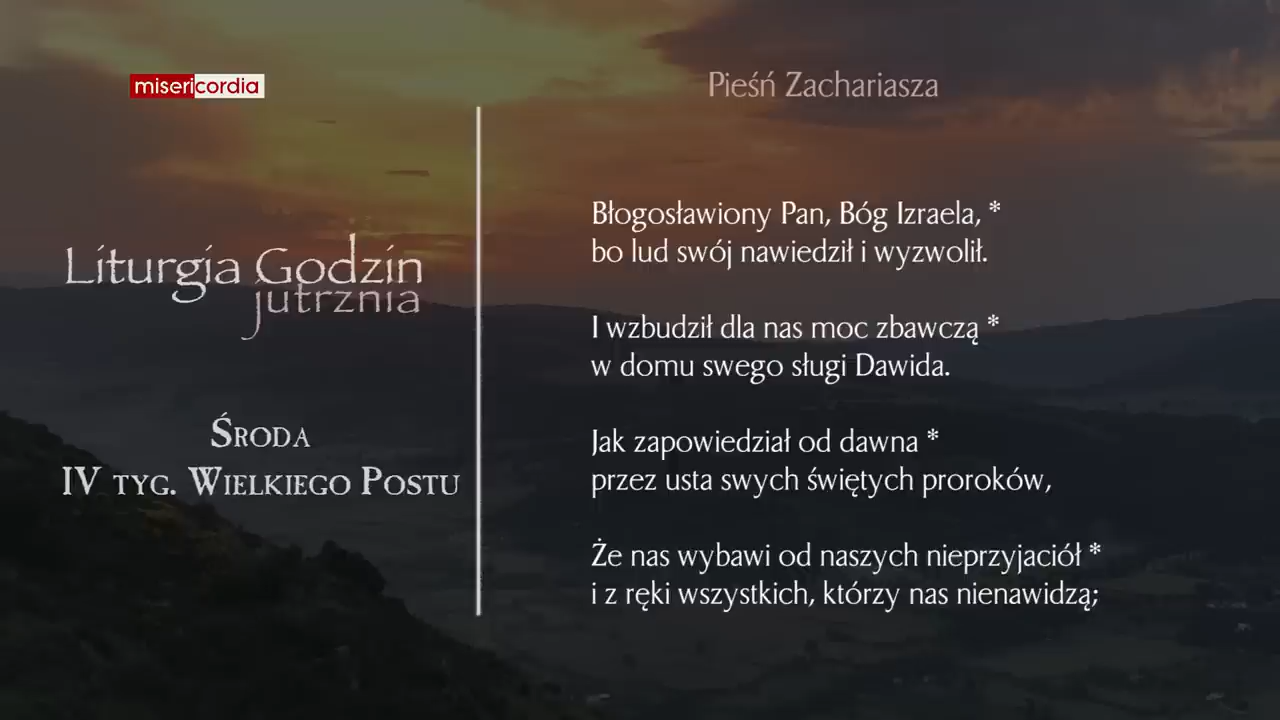 misericordia
Liturgia Godzin
jutrznia
Środa
IV tyg. Wielkiego Postu
Pieśń Zachariasza
Błogosławiony Pan, Bóg Izraela, *
bo lud swój nawiedził i wyzwolił.
I wzbudził dla nas moc zbawczą *
w domu swego sługi Dawida.
Jak zapowiedział od dawna *
przez usta swych świętych proroków,
Że nas wybawi od naszych nieprzyjaciół *
i z ręki wszystkich, którzy nas nienawidzą;